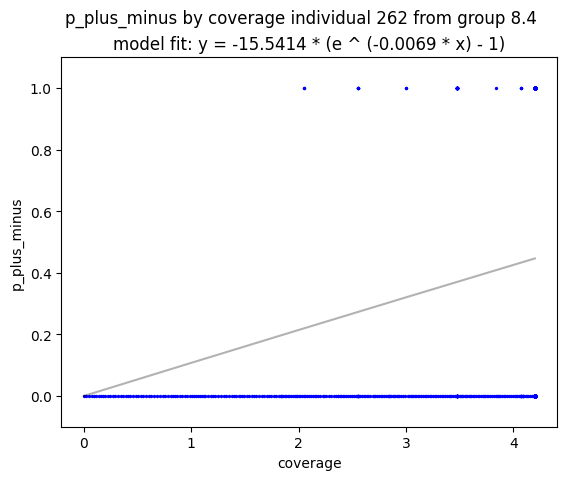 p_plus_minus by coverage individual 262 from group 8.4
model fit: y = -15.5414 * (e ^ (-0.0069 * x) - 1)
1.0
0.8
0.6
0.4
0.2
0.0
p_plus_minus
0 1 2 3 4
coverage